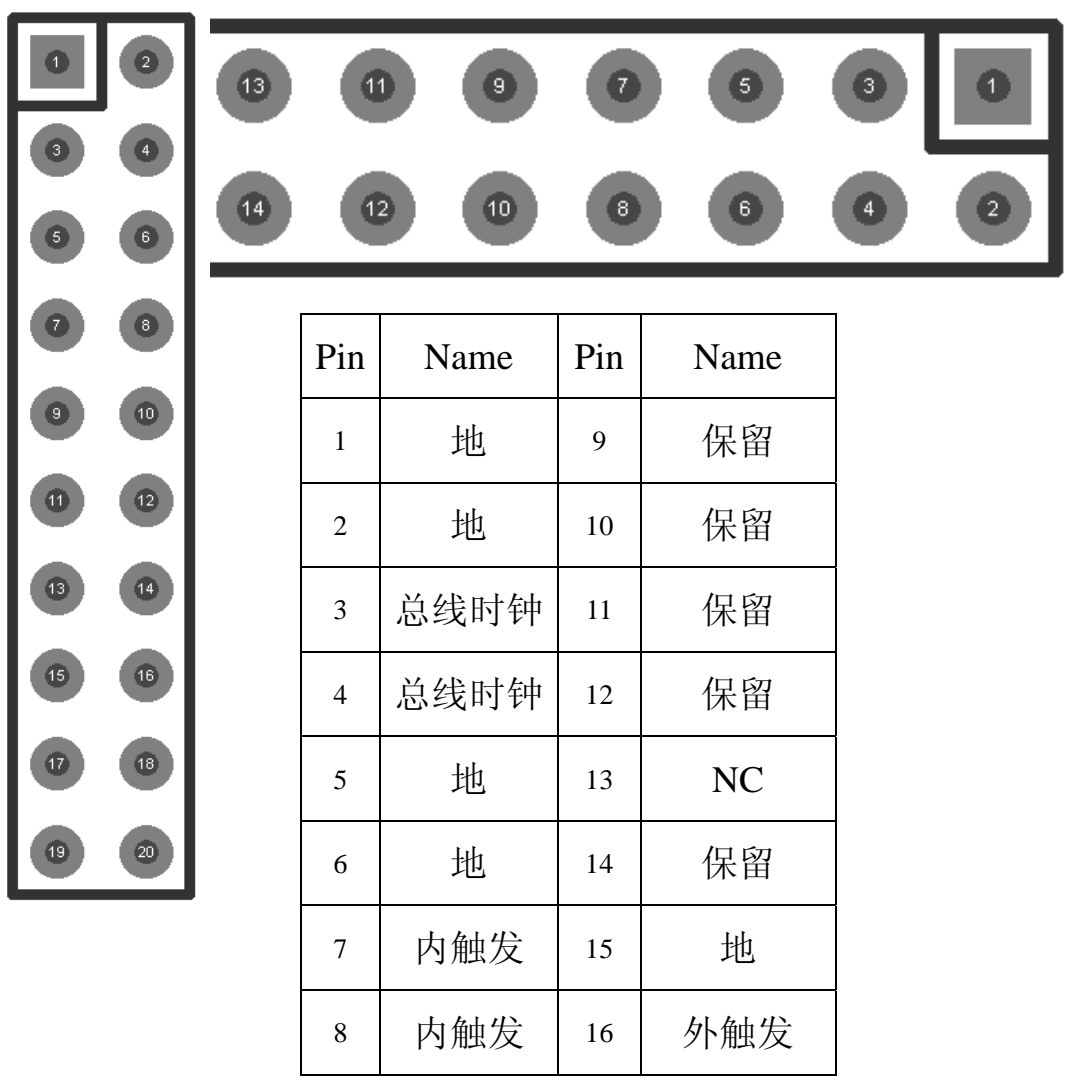 1 2
3 4
5 6
7 8
9 10
11 12
13 14
15 16
17 18
19 20
13 11 9 7 5 3 1
14 12 10 8 6 4 2
Pin Name Pin Name
1 地 9 保留
2 地 10 保留
3 总线时钟 11 保留
4 总线时钟 12 保留
5 地 13 NC
6 地 14 保留
7 内触发 15 地
8 内触发 16 外触发